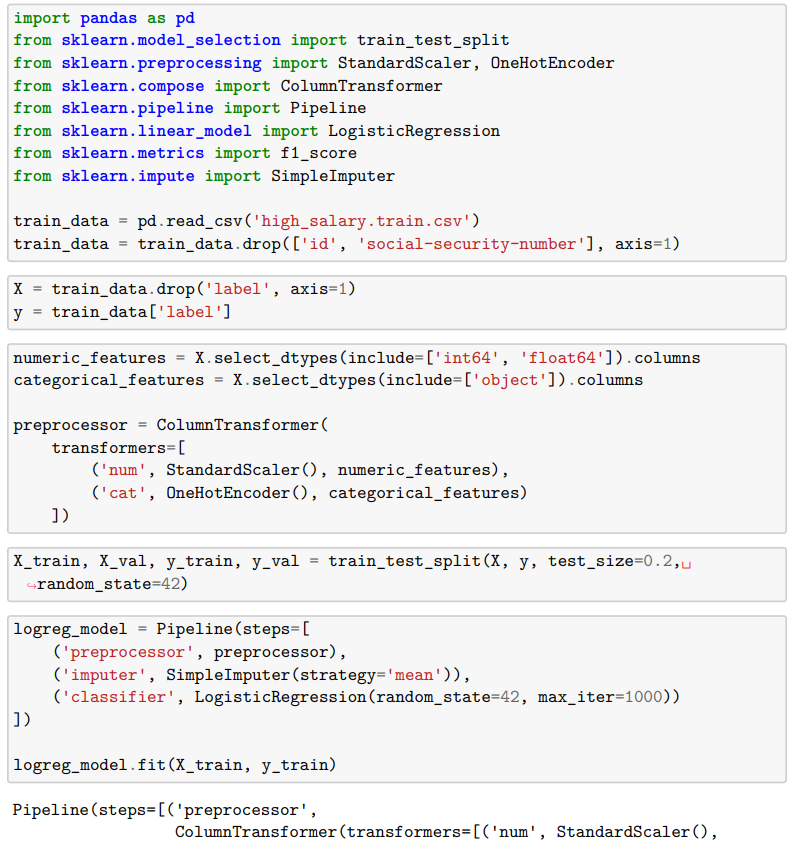 import pandas as pd
from sklearn.model_selection import train_test_split
from sklearn.preprocessing import StandardScaler, OneHotEncoder
from sklearn.compose import ColumnTransformer
from sklearn.pipeline import Pipeline
from sklearn.linear_model import LogisticRegression
from sklearn.metrics import f1_score
from sklearn.impute import SimpleImputer

train_data = pd.read_csv('high_salary.train.csv')
train_data = train_data.drop(['id', 'social-security-number'], axis=1)

X = train_data.drop('label', axis=1)
y = train_data['label']

numeric_features = X.select_dtypes(include=['int64', 'float64']).columns
categorical_features = X.select_dtypes(include=['object']).columns

preprocessor = ColumnTransformer(
    transformers=[
        ('num', StandardScaler(), numeric_features),
        ('cat', OneHotEncoder(), categorical_features)
    ])

X_train, X_val, y_train, y_val = train_test_split(X, y, test_size=0.2,␣
 ↪random_state=42)

logreg_model = Pipeline(steps=[
    ('preprocessor', preprocessor),
    ('imputer', SimpleImputer(strategy='mean')),
    ('classifier', LogisticRegression(random_state=42, max_iter=1000))
])

logreg_model.fit(X_train, y_train)

Pipeline(steps=[('preprocessor',
                 ColumnTransformer(transformers=[('num', StandardScaler(),